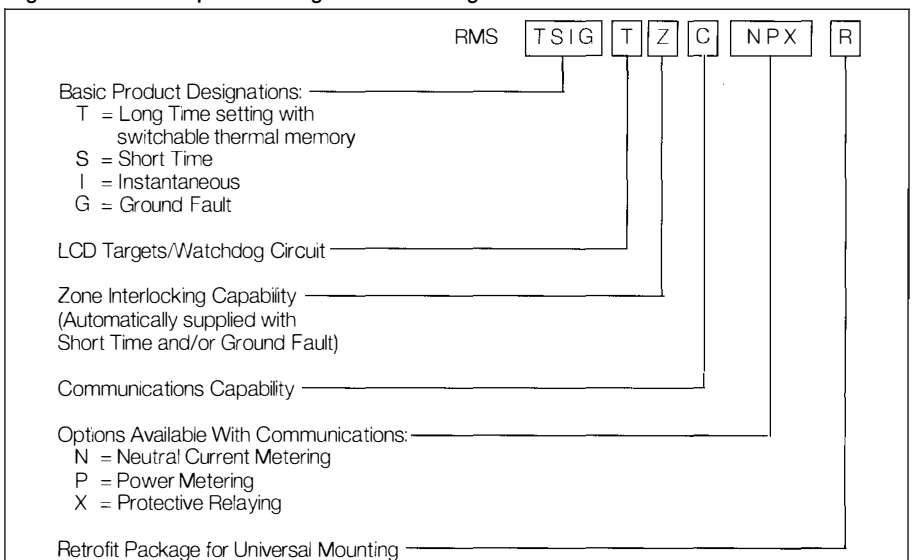 RMS TSIG T Z C NPX R
Basic Product Designations:
T = Long Time setting with
switchable thermal memory
S = Short Time
I = Instantaneous
G = Ground Fault
LCD Targets/Watchdog Circuit
Zone Interlocking Capability
(Automatically supplied with
Short Time and/or Ground Fault)
Communications Capability
Options Available With Communications:
N = Neutral Current Metering
P = Power Metering
X = Protective Relaying
Retrofit Package for Universal Mounting